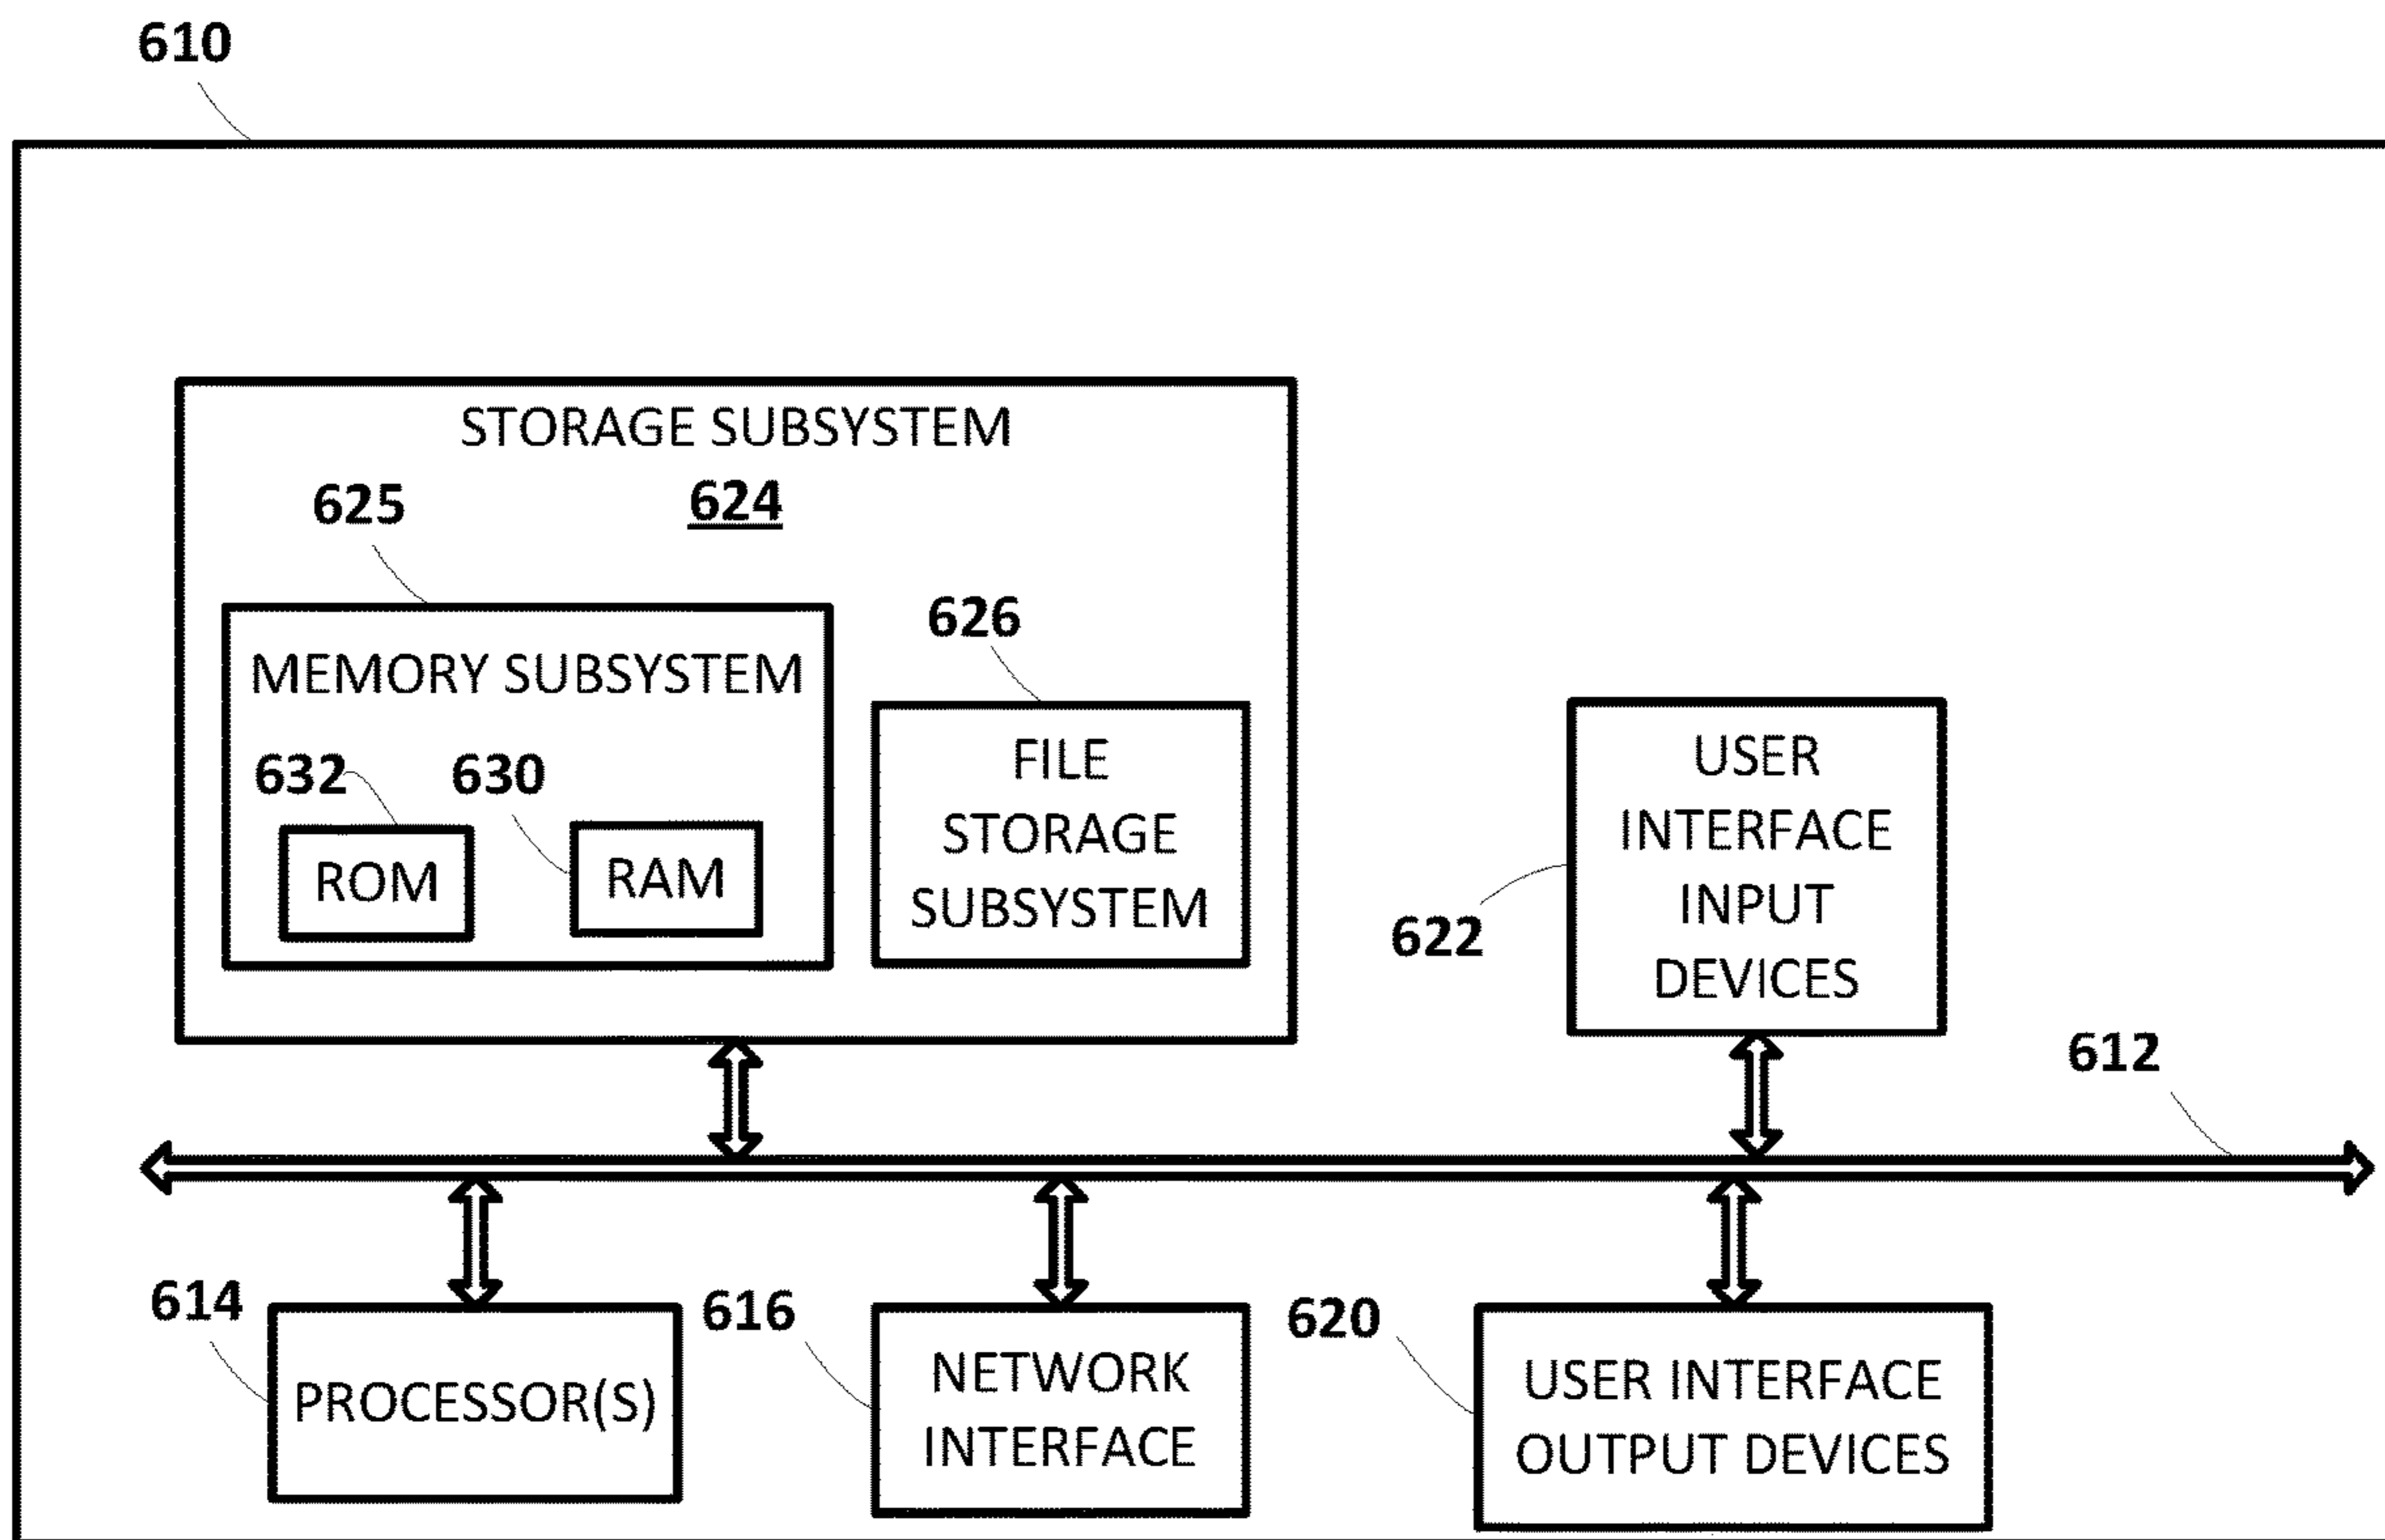 610
STORAGE SUBSYSTEM
624
625
MEMORY SUBSYSTEM
632
ROM
630
RAM
626
FILE
STORAGE
SUBSYSTEM
USER
INTERFACE
INPUT
DEVICES
622
612
614
PROCESSOR(S)
616
NETWORK
INTERFACE
620
USER INTERFACE
OUTPUT DEVICES